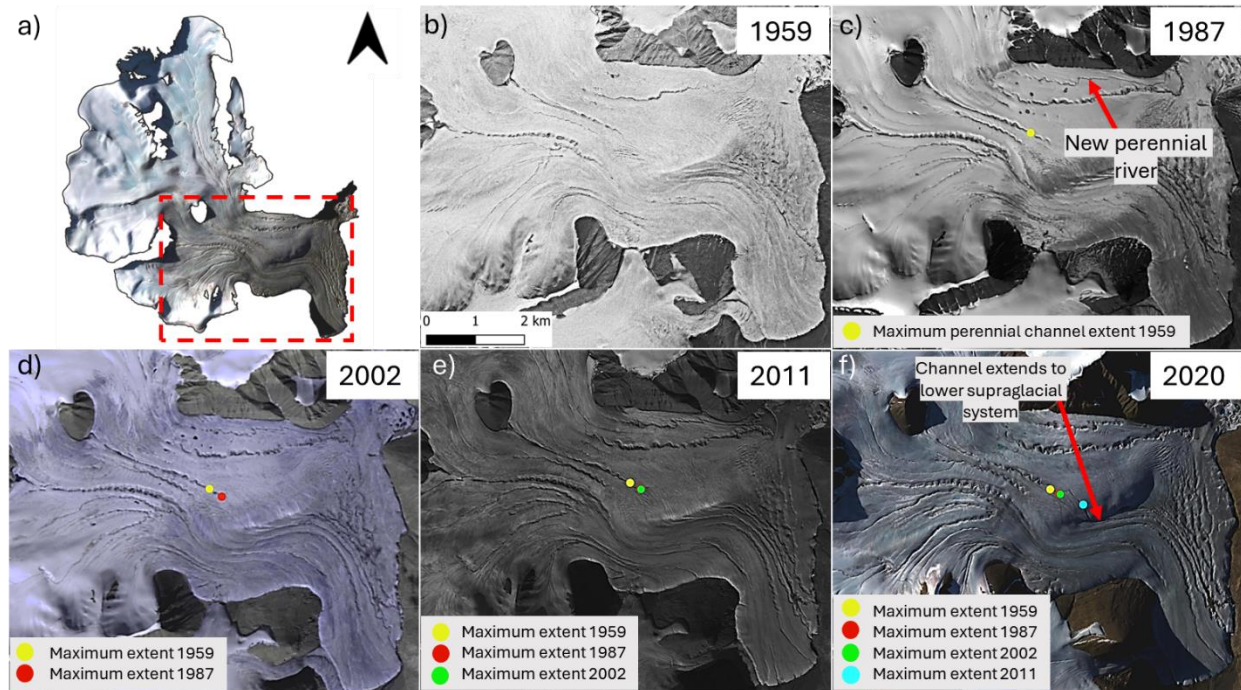 a)
b)
1959
0 1 2 km
c)
1987
New perennial
river
Maximum perennial channel extent 1959
d)
2002
Maximum extent 1959
Maximum extent 1987
e)
2011
Maximum extent 1959
Maximum extent 1987
Maximum extent 2002
f)
2020
Channel extends to
lower supraglacial
system
Maximum extent 1959
Maximum extent 1987
Maximum extent 2002
Maximum extent 2011